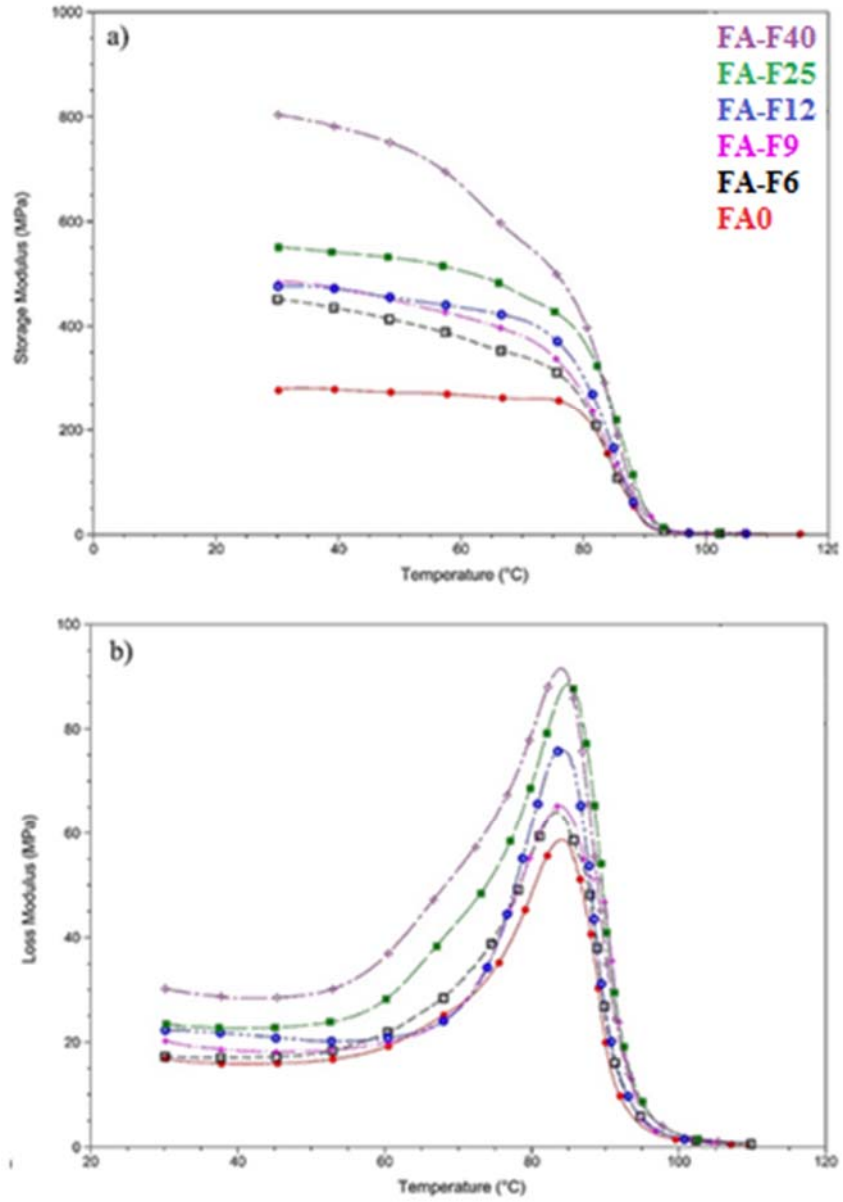 1000
a)
FA-F40
FA-F25
FA-F12
FA-F9
FA-F6
FA0
800
600
400
200
0
Storage Modulus (MPa)
0 20 40 60 80 100 120
Temperature (°C)
100
b)
80
60
40
20
0
Loss Modulus (MPa)
20 40 60 80 100 120
Temperature (°C)